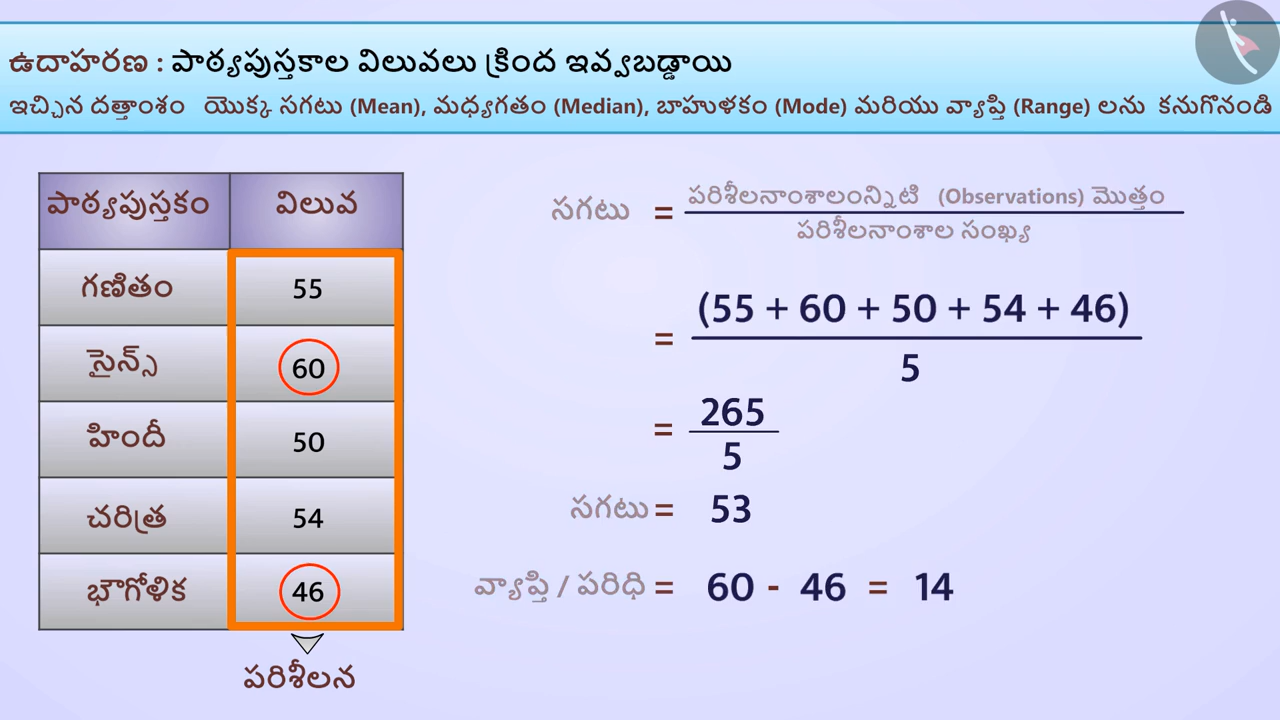 ఉదాహరణ : పాఠ్యపుస్తకాల విలువలు క్రింద ఇవ్వబడ్డాయి
ఇచ్చిన దత్తాంశం యొక్క సగటు (Mean), మధ్యగతం (Median), బాహుళకం (Mode) మరియు వ్యాప్తి (Range) లను కనుగొనండి
పాఠ్యపుస్తకం విలువ
గణితం 55
సైన్స్ 60
హిందీ 50
చరిత్ర 54
భౌగోళిక 46
పరిశీలన
సగటు = పరిశీలనాంశాలంన్నిటి (Observations) మొత్తం
పరిశీలనాంశాల సంఖ్య
= (55 + 60 + 50 + 54 + 46)
5
= 265
5
సగటు = 53
వ్యాప్తి / పరిధి = 60 - 46 = 14